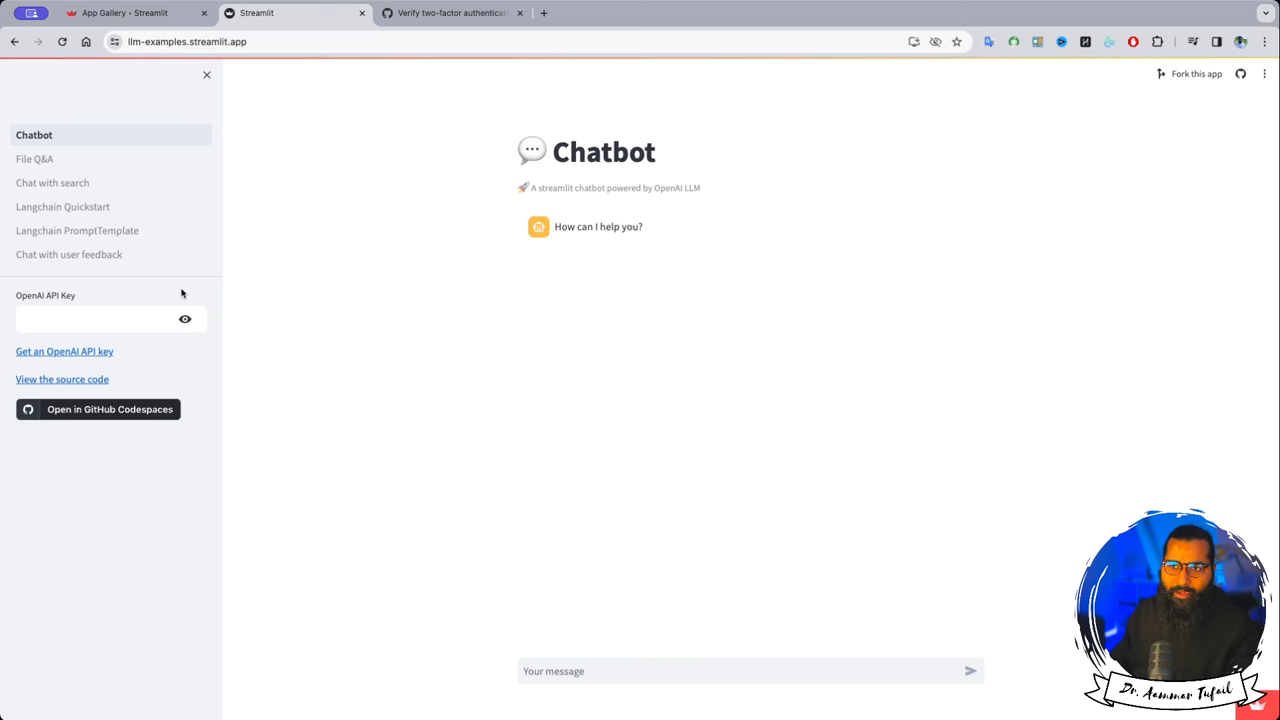 App Gallery • Streamlit
Streamlit
Verify two-factor authenticat
llm-examples.streamlit.app
Fork this app
Chatbot
File Q&A
Chat with search
Langchain Quickstart
Langchain PromptTemplate
Chat with user feedback
OpenAI API Key
Get an OpenAI API key
View the source code
Open in GitHub Codespaces
Chatbot
A streamlit chatbot powered by OpenAI LLM
How can I help you?
Your message
Dr. Aammar Tufail